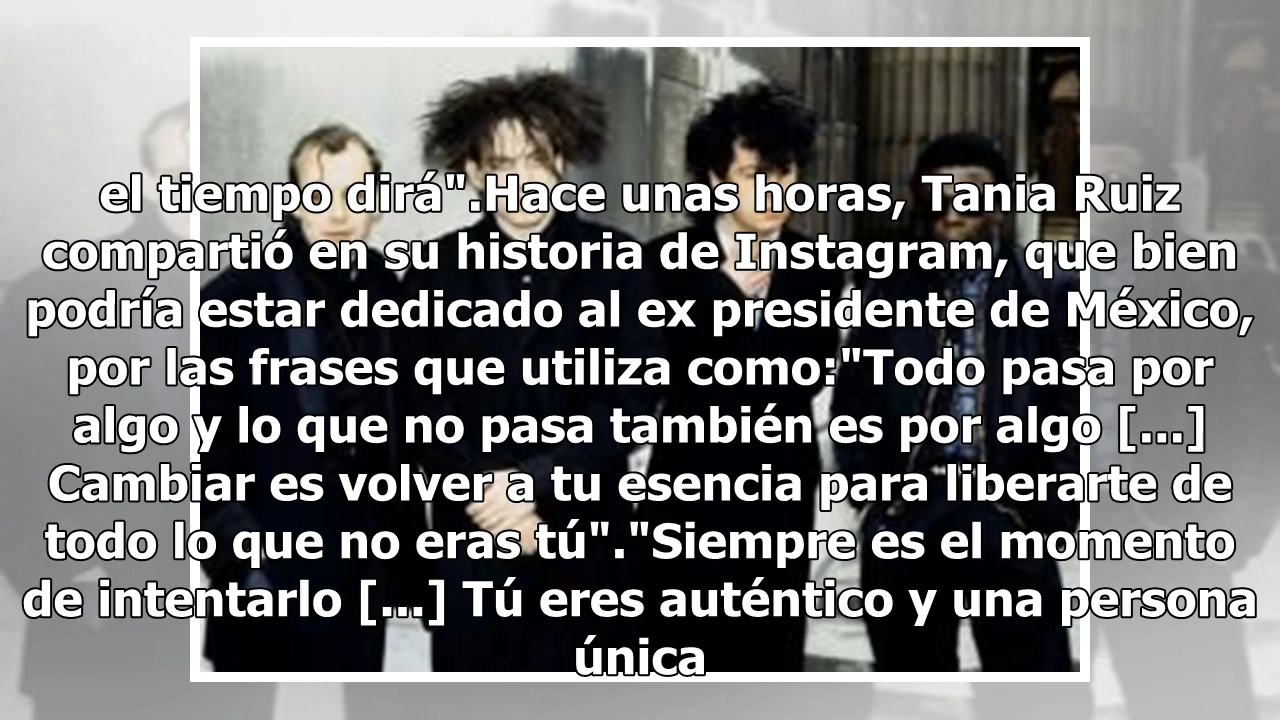 el tiempo dirá".Hace unas horas, Tania Ruiz
compartió en su historia de Instagram, que bien
podría estar dedicado al ex presidente de México,
por las frases que utiliza como:"Todo pasa por
algo y lo que no pasa también es por algo [...]
Cambiar es volver a tu esencia para liberarte de
todo lo que no eras tú"."Siempre es el momento
de intentarlo [...] Tú eres auténtico y una persona
única